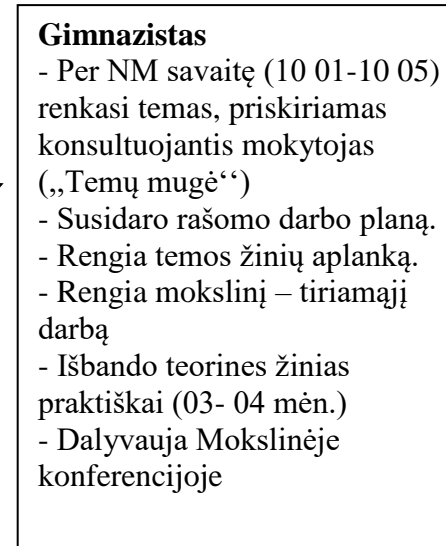 Gimnazistas
- Per NM savaitę (10 01-10 05)
renkasi temas, priskiriamas
konsultuojantis mokytojas
(,,Temų mugė‘‘)
- Susidaro rašomo darbo planą.
- Rengia temos žinių aplanką.
- Rengia mokslinį – tiriamąjį
darbą
- Išbando teorines žinias
praktiškai (03- 04 mėn.)
- Dalyvauja Mokslinėje
konferencijoje